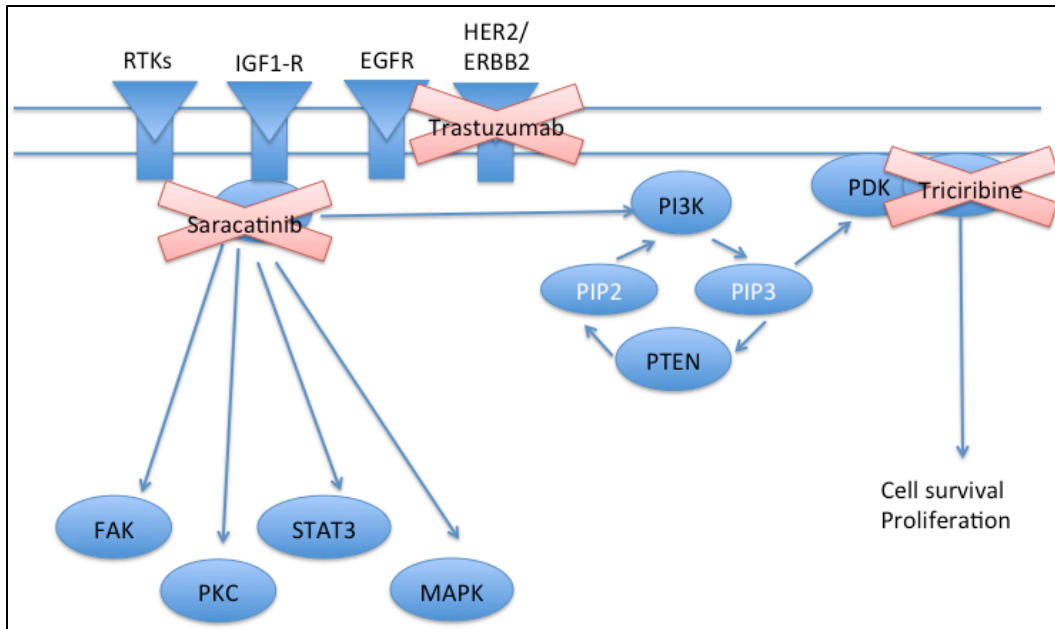 RTKs
IGF1-R
EGFR
HER2/
ERBB2
Trastuzumab
Saracatinib
PI3K
PDK
Triciribine
PIP2
PIP3
PTEN
Cell survival
Proliferation
FAK
STAT3
PKC
MAPK